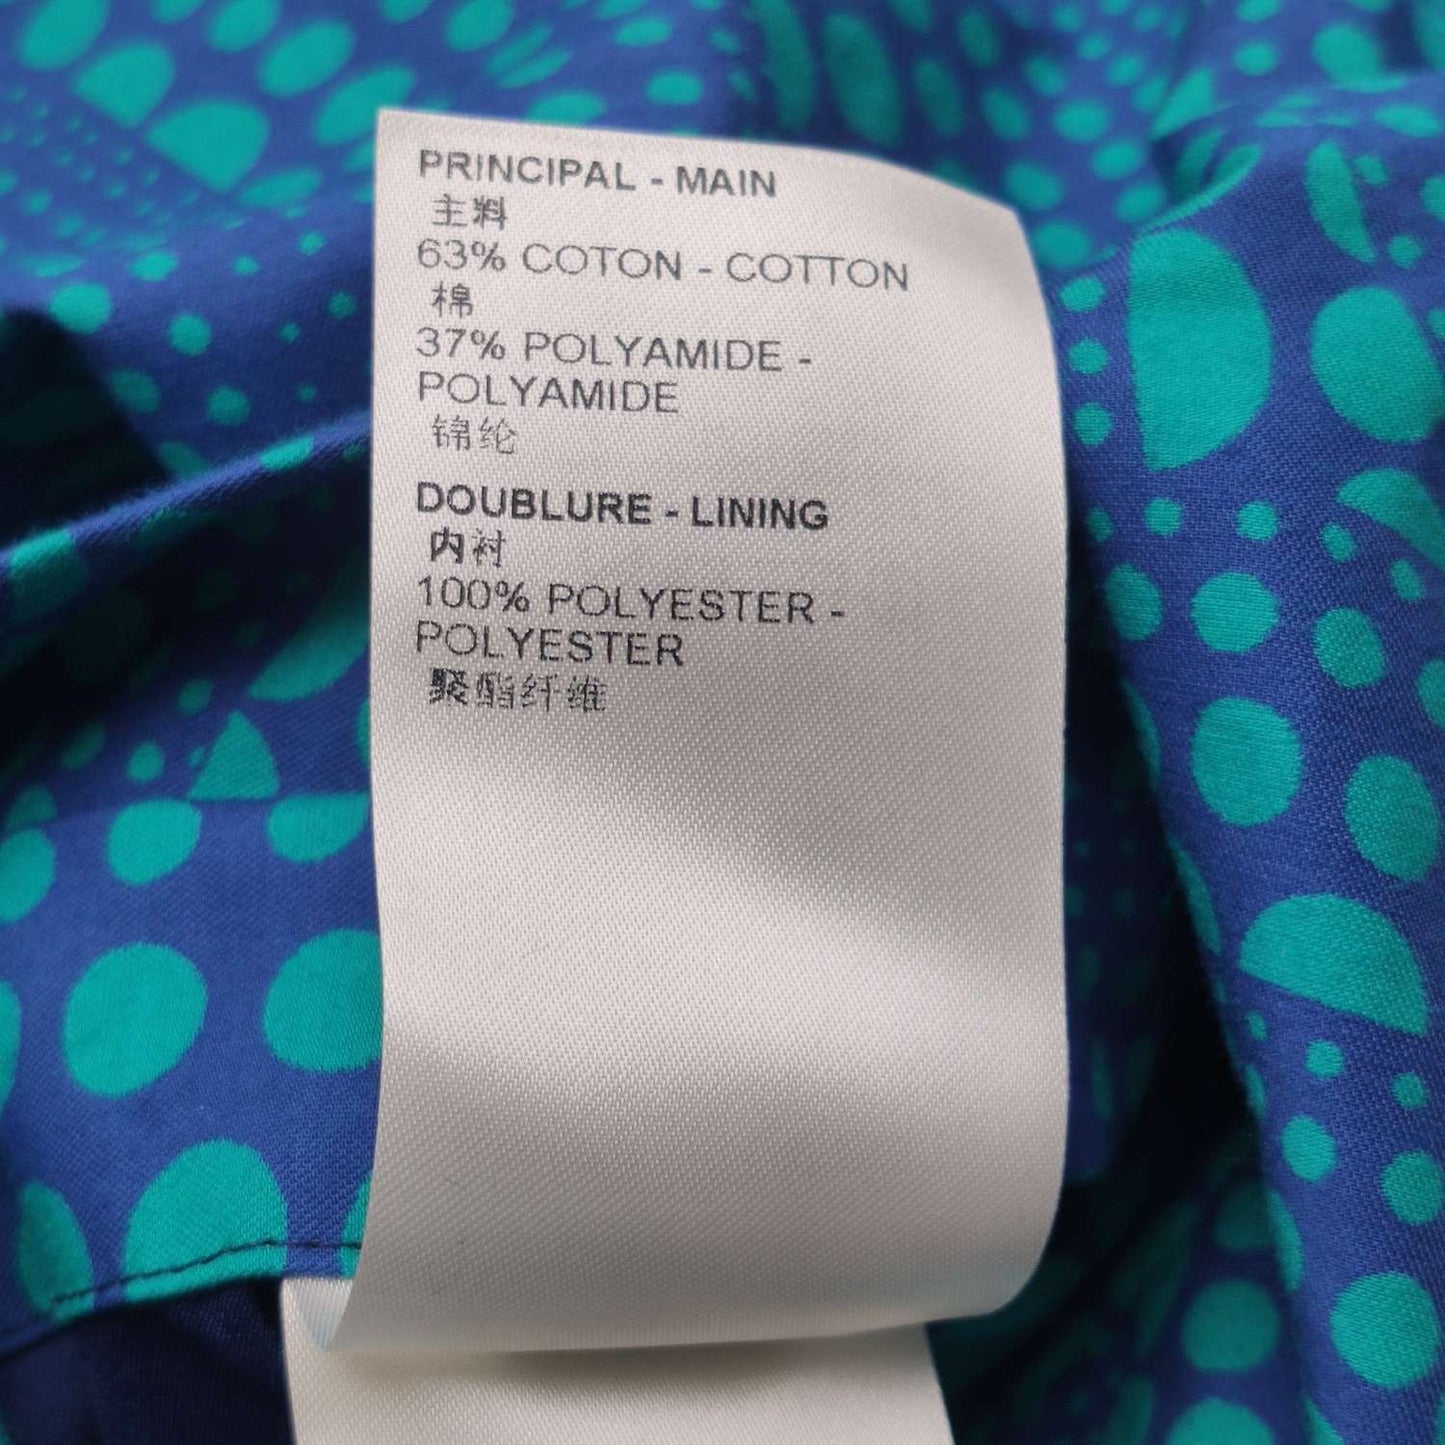 PRINCIPAL - MAIN
主料
63% COTON - COTTON
棉
37% POLYAMIDE -
POLYAMIDE
锦纶
DOUBLURE - LINING
内衬
100% POLYESTER -
POLYESTER
聚酯纤维